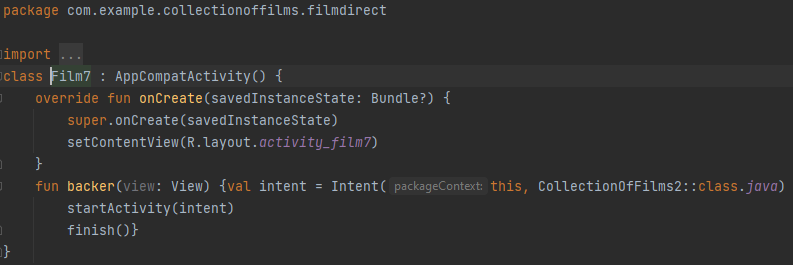 package com.example.collectionoffilms.filmdirect
import ...
class Film7 : AppCompatActivity() {
override fun onCreate(savedInstanceState: Bundle?) {
super.onCreate(savedInstanceState)
setContentView(R.layout.activity_film7)
}
fun backer(view: View) {val intent = Intent( packageContext: this, CollectionOfFilms2::class.java)
startActivity(intent)
finish()}
}